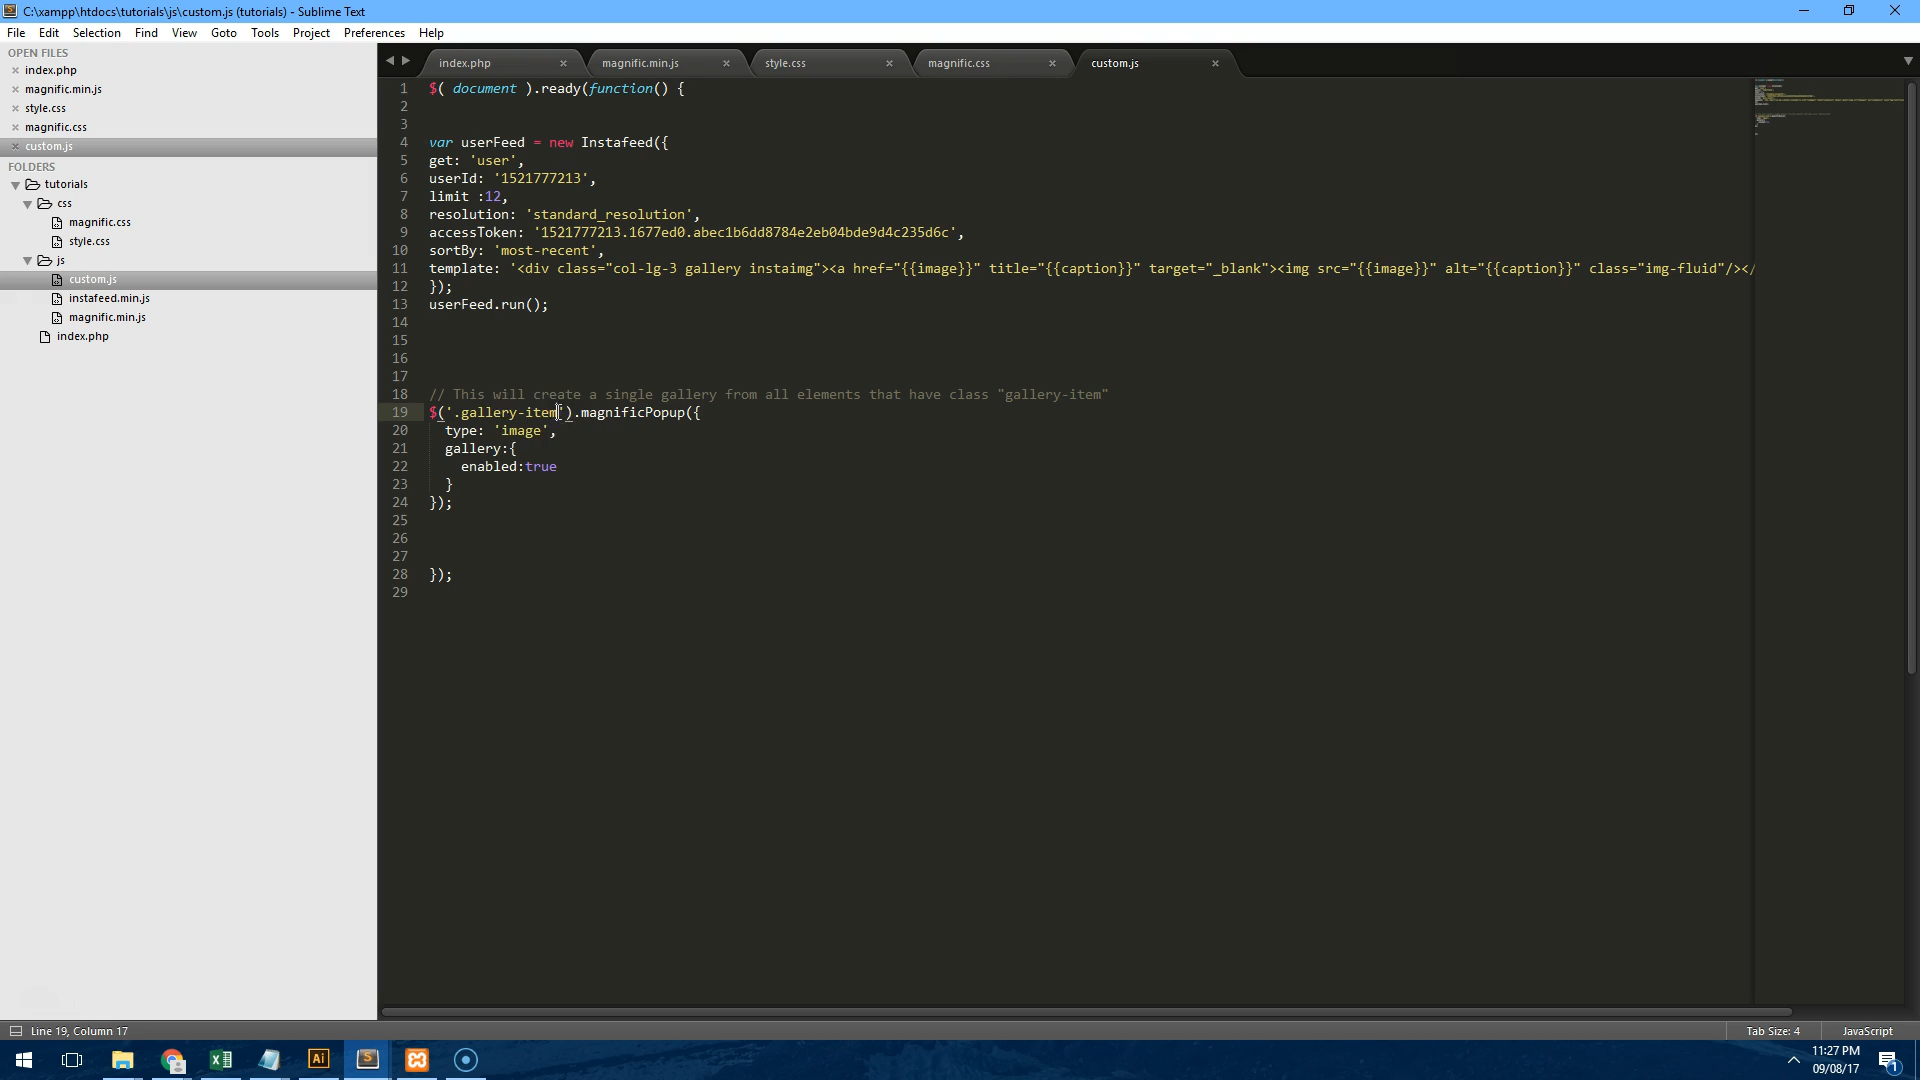 C:\xampp\htdocs\tutorials\js\custom.js (tutorials) - Sublime Text
File Edit Selection Find View Goto Tools Project Preferences Help
OPEN FILES
index.php
magnific.min.js
style.css
magnific.css
custom.js
FOLDERS
tutorials
css
magnific.css
style.css
js
custom.js
instafeed.min.js
magnific.min.js
index.php
index.php magnific.min.js style.css magnific.css custom.js
1 $( document ).ready(function() {
2
3
4 var userFeed = new Instafeed({
5 get: 'user',
6 userId: '1521777213',
7 limit :12,
8 resolution: 'standard_resolution',
9 accessToken: '1521777213.1677ed0.abec1b6dd8784e2eb04bde9d4c235d6c',
10 sortBy: 'most-recent',
11 template: '<div class="col-lg-3 gallery instaimg"><a href="{{image}}" title="{{caption}}" target="_blank"><img src="{{image}}" alt="{{caption}}" class="img-fluid"/></
12 });
13 userFeed.run();
14
15
16
17
18 // This will create a single gallery from all elements that have class "gallery-item"
19 $('.gallery-item').magnificPopup({
20 type: 'image',
21 gallery:{
22 enabled:true
23 }
24 });
25
26
27
28 });
29
Line 19, Column 17 Tab Size: 4 JavaScript
11:27 PM
09/08/17
1